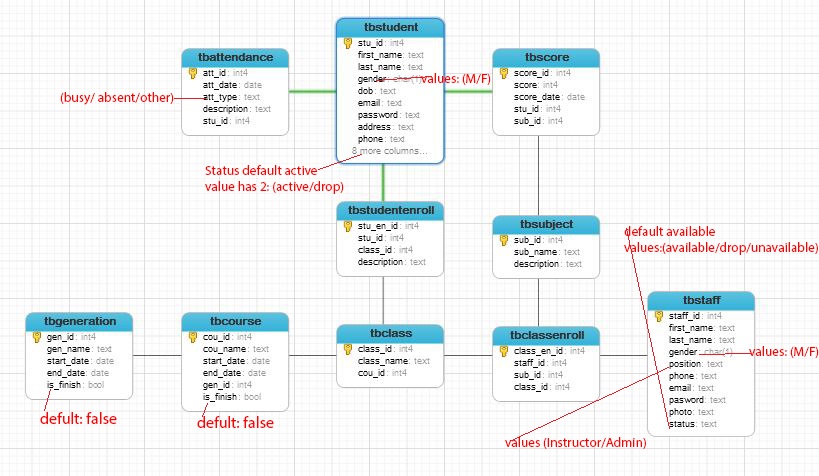 tbstudent
stu_id: int4
first_name: text
last_name: text
gender: char(1)
dob: text
email: text
password: text
address: text
phone: text
8 more columns...
tbattendance
att_id: int4
att_date: date
att_type: text
description: text
stu_id: int4
tbscore
score_id: int4
score: int4
score_date: date
stu_id: int4
sub_id: int4
values: (M/F)
(busy/ absent/other)
Status default active
value has 2: (active/drop)
tbstudentenroll
stu_en_id: int4
stu_id: int4
class_id: int4
description: text
tbsubject
sub_id: int4
sub_name: text
description: text
default available
values:(available/drop/unavailable)
tbgeneration
gen_id: int4
gen_name: text
start_date: date
end_date: date
is_finish: bool
tbcourse
cou_id: int4
cou_name: text
start_date: date
end_date: date
gen_id: int4
is_finish: bool
tbclass
class_id: int4
class_name: text
cou_id: int4
tbclassenroll
class_en_id: int4
staff_id: int4
sub_id: int4
class_id: int4
tbstaff
staff_id: int4
first_name: text
last_name: text
gender: char(1)
position: text
phone: text
email: text
pasword: text
photo: text
status: text
values: (M/F)
defult: false
defult: false
values (Instructor/Admin)